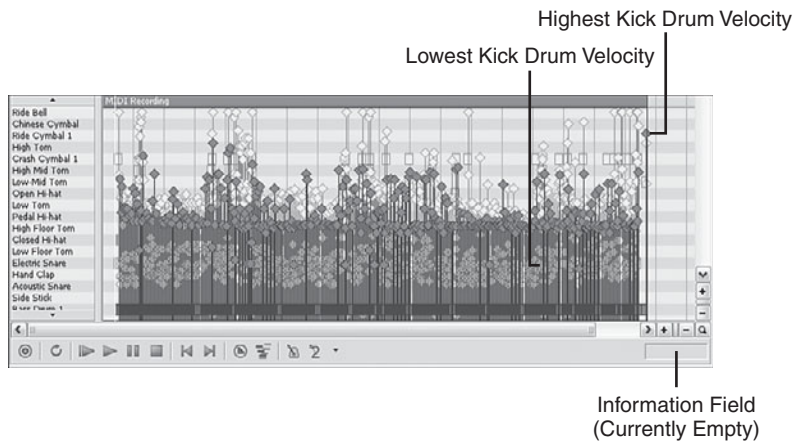 Highest Kick Drum Velocity
Lowest Kick Drum Velocity
MIDI Recording
Ride Bell
Chinese Cymbal
Ride Cymbal 1
High Tom
Crash Cymbal 1
High Mid Tom
Low-Mid Tom
Open Hi-hat
Low Tom
Pedal Hi-hat
High Floor Tom
Closed Hi-hat
Low Floor Tom
Electric Snare
Hand Clap
Acoustic Snare
Side Stick
Bass Drum 1
Information Field
(Currently Empty)